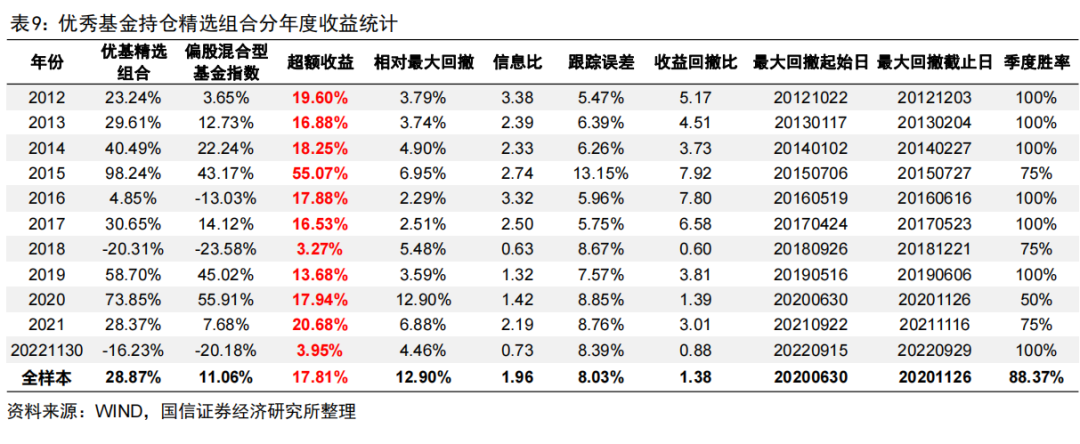 表9：优秀基金持仓精选组合分年度收益统计
年份 优基精选组合 偏股混合型基金指数 超额收益 相对最大回撤 信息比 跟踪误差 收益回撤比 最大回撤起始日 最大回撤截止日 季度胜率
2012 23.24% 3.65% 19.60% 3.79% 3.38 5.47% 5.17 20121022 20121203 100%
2013 29.61% 12.73% 16.88% 3.74% 2.39 6.39% 4.51 20130117 20130204 100%
2014 40.49% 22.24% 18.25% 4.90% 2.33 6.26% 3.73 20140102 20140227 100%
2015 98.24% 43.17% 55.07% 6.95% 2.74 13.15% 7.92 20150706 20150727 75%
2016 4.85% -13.03% 17.88% 2.29% 3.32 5.96% 7.80 20160519 20160616 100%
2017 30.65% 14.12% 16.53% 2.51% 2.50 5.75% 6.58 20170424 20170523 100%
2018 -20.31% -23.58% 3.27% 5.48% 0.63 8.67% 0.60 20180926 20181221 75%
2019 58.70% 45.02% 13.68% 3.59% 1.32 7.57% 3.81 20190516 20190606 100%
2020 73.85% 55.91% 17.94% 12.90% 1.42 8.85% 1.39 20200630 20201126 50%
2021 28.37% 7.68% 20.68% 6.88% 2.19 8.76% 3.01 20210922 20211116 75%
20221130 -16.23% -20.18% 3.95% 4.46% 0.73 8.39% 0.88 20220915 20220929 100%
全样本 28.87% 11.06% 17.81% 12.90% 1.96 8.03% 1.38 20200630 20201126 88.37%
资料来源：WIND，国信证券经济研究所整理